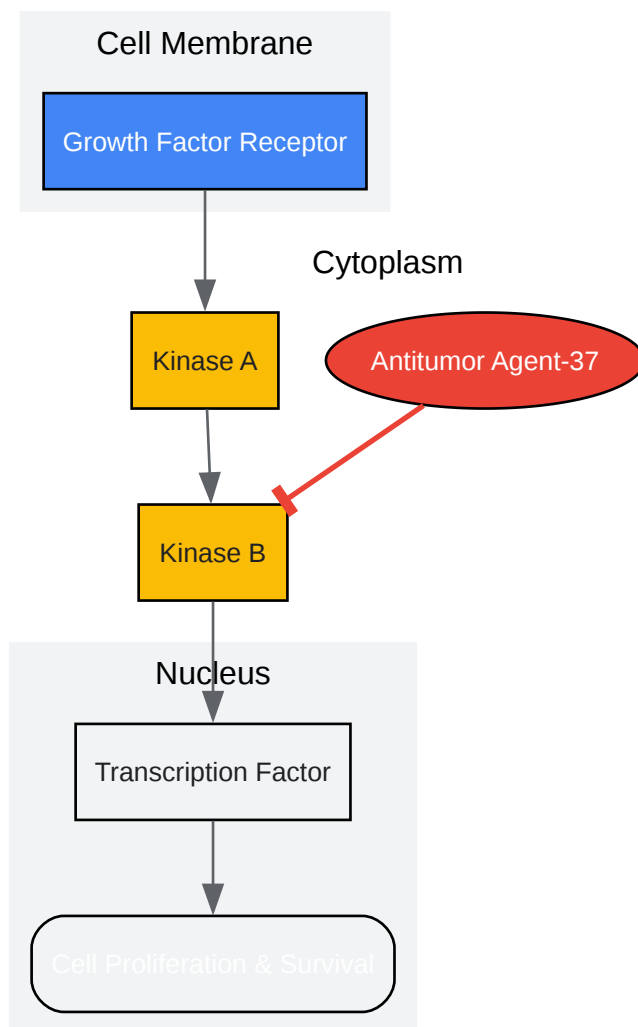 Cell Membrane
Growth Factor Receptor
Cytoplasm
Kinase A
Antitumor Agent-37
Kinase B
Nucleus
Transcription Factor
Cell Proliferation & Survival